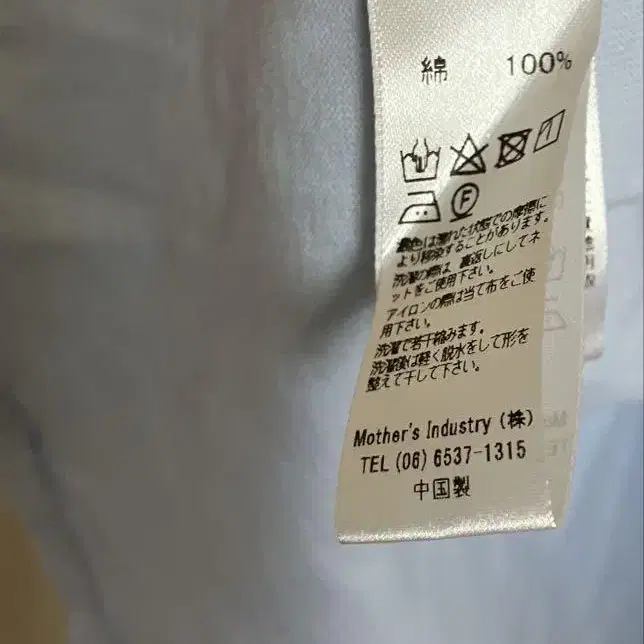 綿 100%
F
濃色は濡れた状態での摩擦に
より移染することがあります。
洗濯の際は 裏返しにしてネ
ットをご使用下さい。
アイロンの際は当て布をご使
用下さい。
洗濯で若干縮みます。
洗濯後は軽く脱水をして形を
整えて干して下さい。
Mother's Industry (株)
TEL (06) 6537-1315
中国製